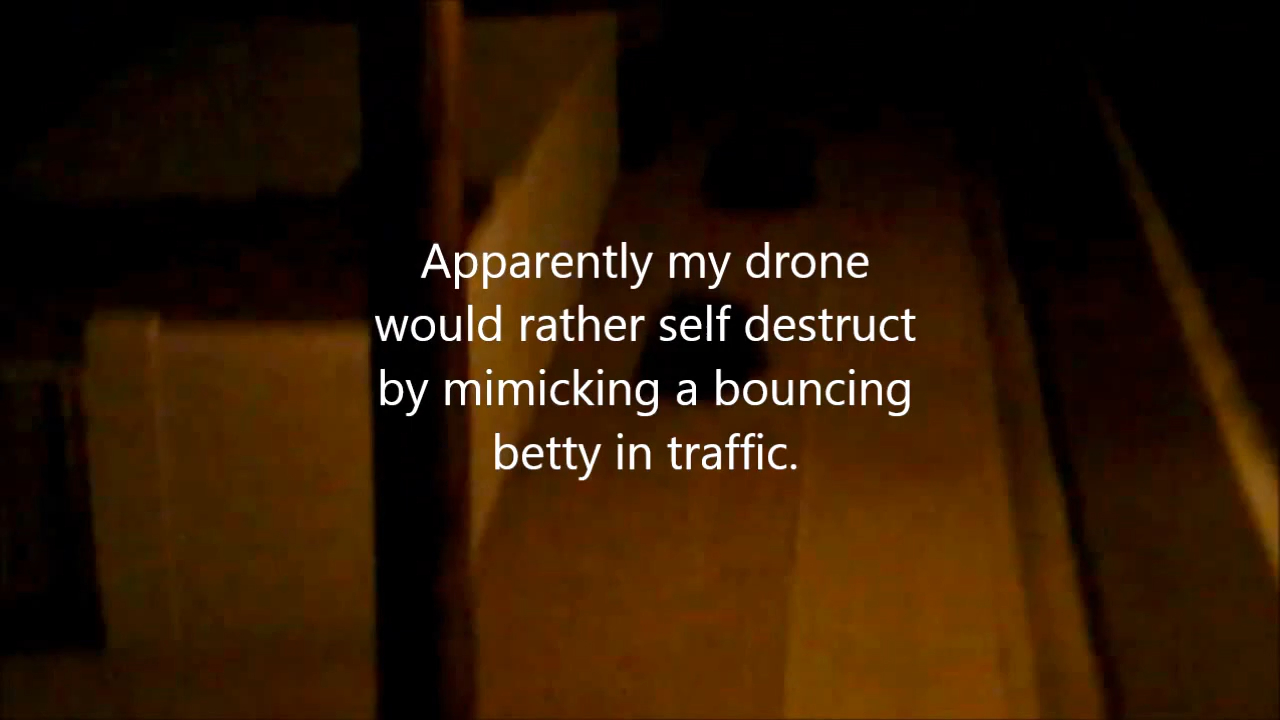 Apparently my drone
would rather self destruct
by mimicking a bouncing
betty in traffic.